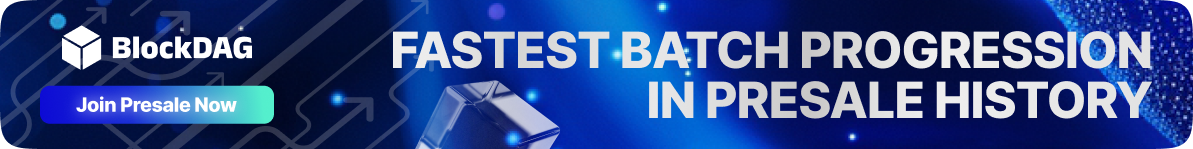 BlockDAG
Join Presale Now
FASTEST BATCH PROGRESSION
IN PRESALE HISTORY